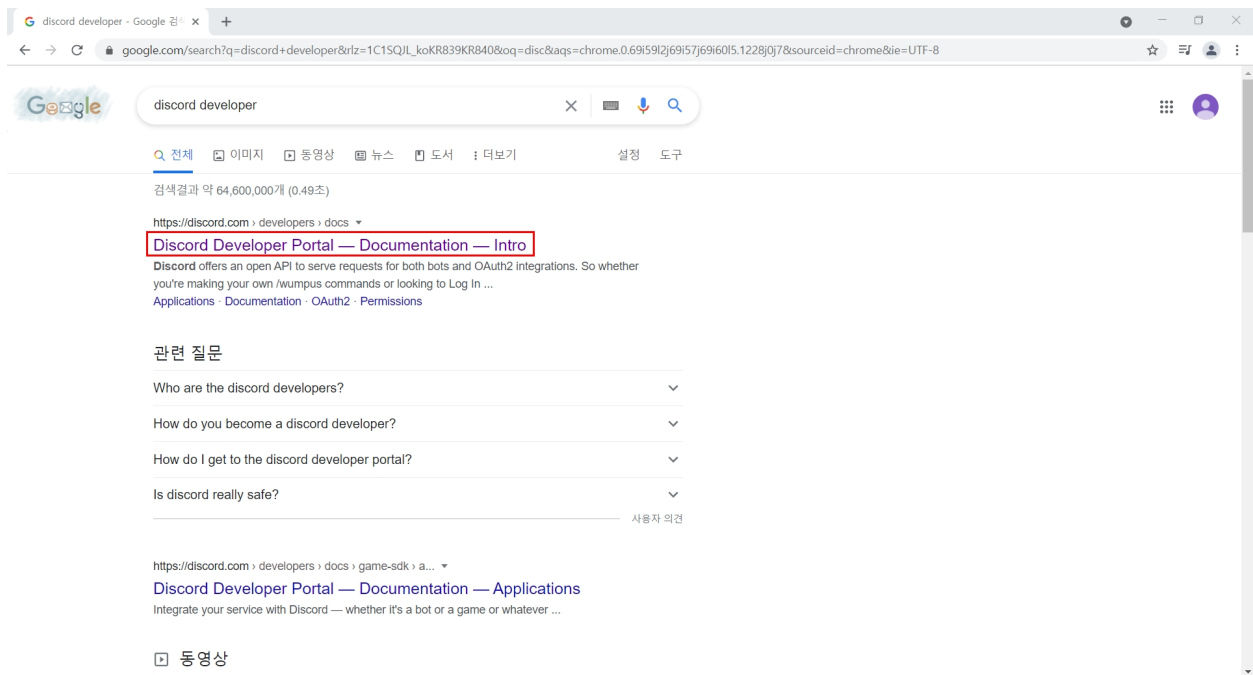 discord developer - Google 검색
google.com/search?q=discord+developer&rlz=1C1SQJL_koKR839KR840&oq=disc&aqs=chrome.0.69i59l2j69i57j69i60l5.1228j0j7&sourceid=chrome&ie=UTF-8
Google
discord developer
전체 이미지 동영상 뉴스 도서 더보기 설정 도구
검색결과 약 64,600,000개 (0.49초)
https://discord.com › developers › docs
Discord Developer Portal — Documentation — Intro
Discord offers an open API to serve requests for both bots and OAuth2 integrations. So whether
you're making your own /wumpus commands or looking to Log In ...
Applications · Documentation · OAuth2 · Permissions
관련 질문
Who are the discord developers?
How do you become a discord developer?
How do I get to the discord developer portal?
Is discord really safe?
사용자 의견
https://discord.com › developers › docs › game-sdk › a...
Discord Developer Portal — Documentation — Applications
Integrate your service with Discord — whether it's a bot or a game or whatever ...
동영상